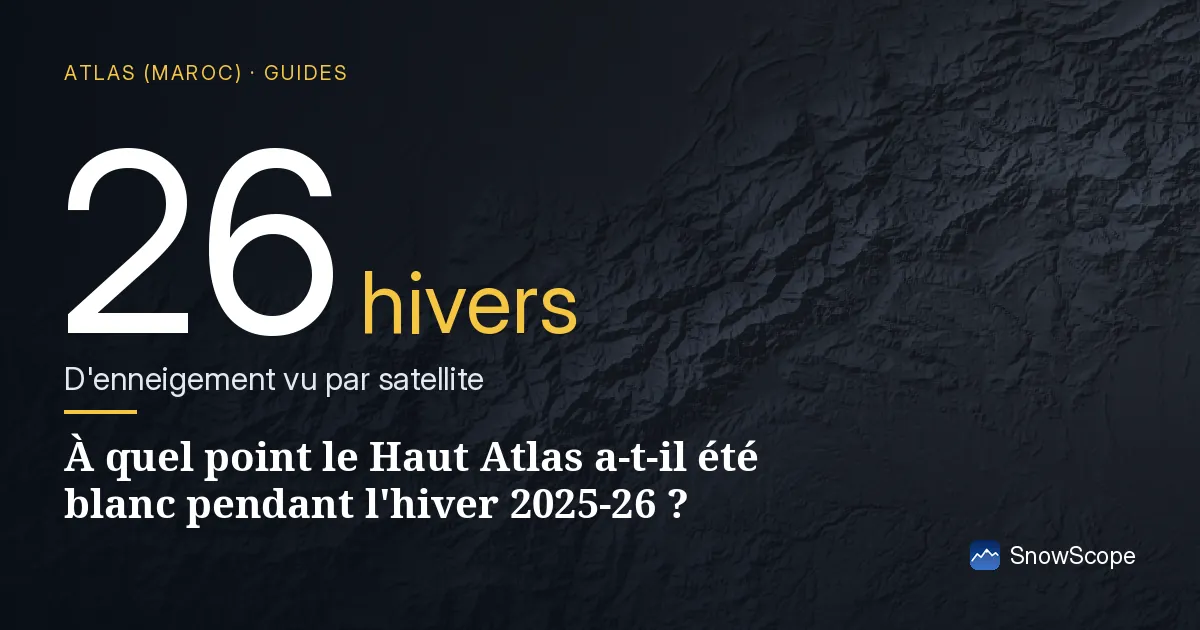 ATLAS (MAROC) · GUIDES
26 hivers
D'enneigement vu par satellite
À quel point le Haut Atlas a-t-il été
blanc pendant l'hiver 2025-26 ?
SnowScope